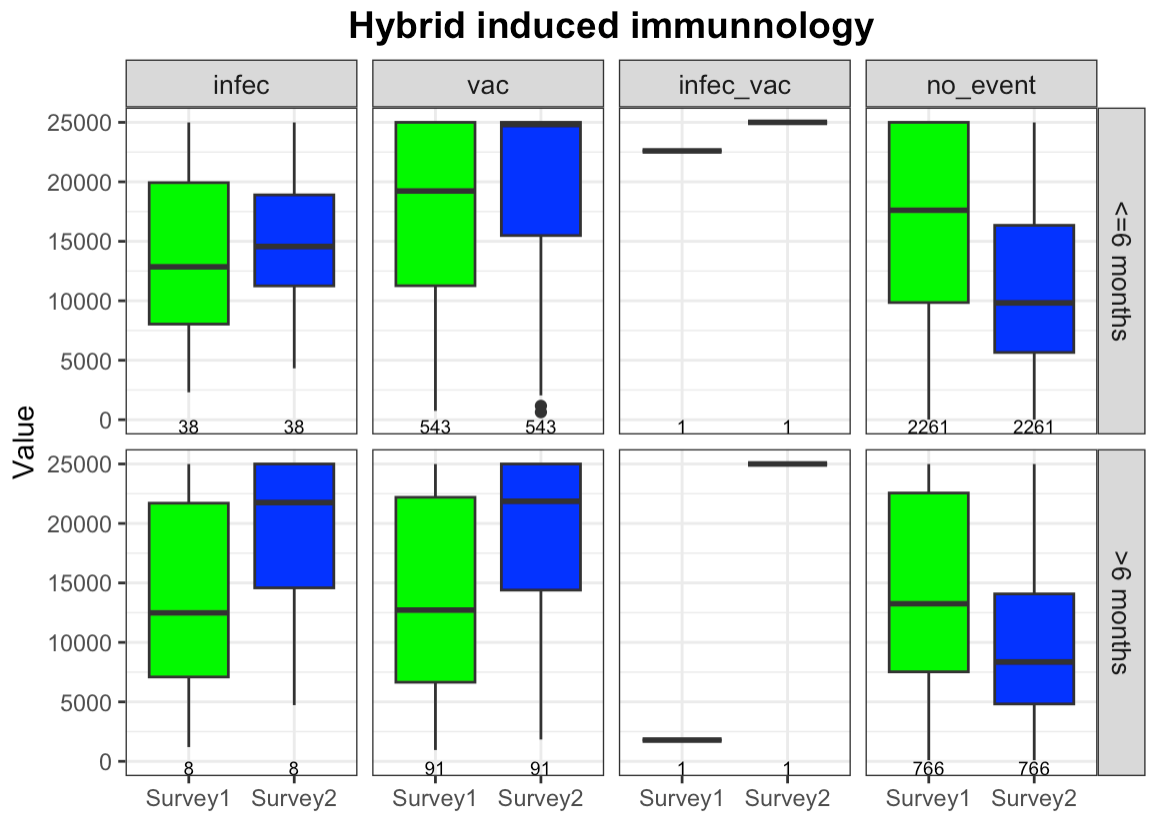 Hybrid induced immunnology
infec vac infec_vac no_event
25000
20000
15000
10000
5000
0
38 38 543 543 1 1 2261 2261
<=6 months
Value
25000
20000
15000
10000
5000
0
8 8 91 91 1 1 766 766
>6 months
Survey1 Survey2 Survey1 Survey2 Survey1 Survey2 Survey1 Survey2